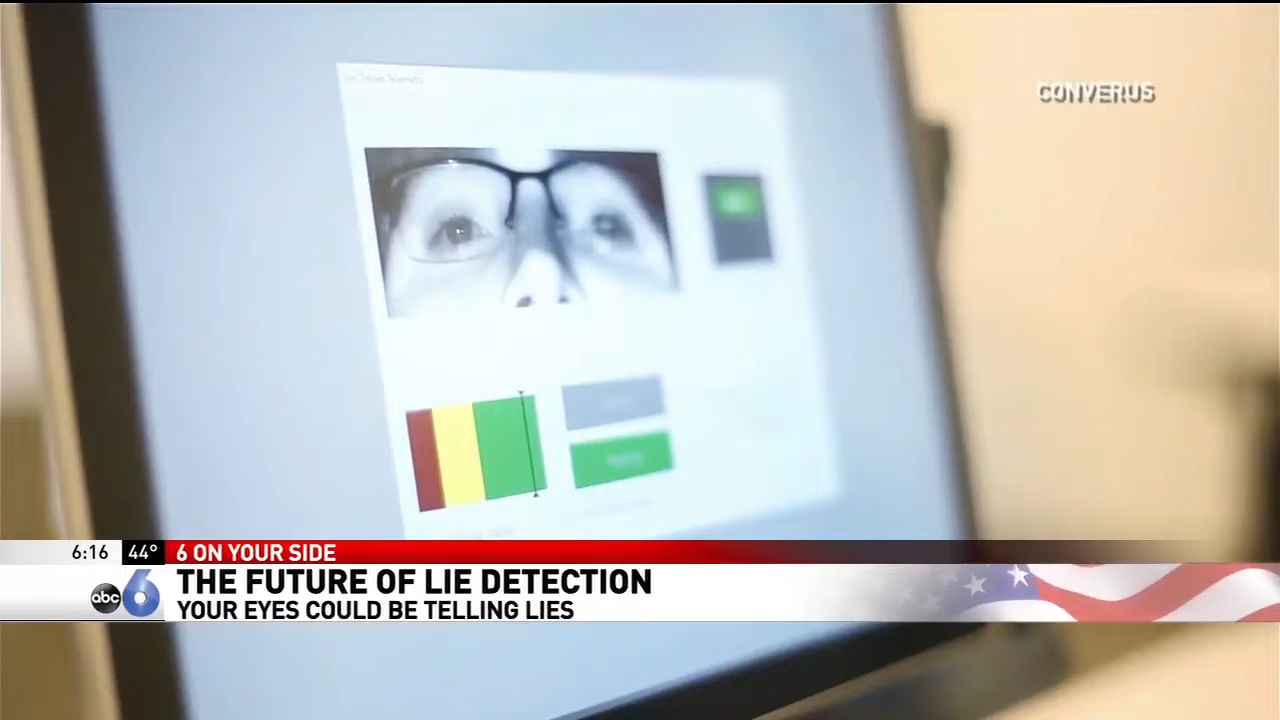 CONVERUS
6:16 44° 6 ON YOUR SIDE
abc 6 THE FUTURE OF LIE DETECTION
YOUR EYES COULD BE TELLING LIES